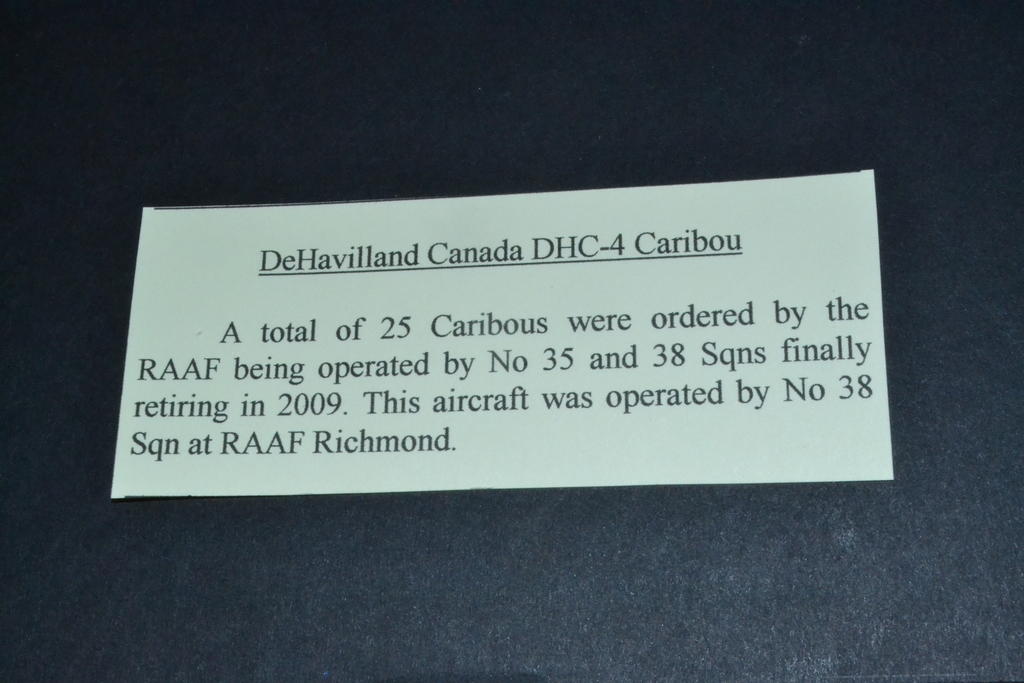 DeHavilland Canada DHC-4 Caribou
A total of 25 Caribous were ordered by the
RAAF being operated by No 35 and 38 Sqns finally
retiring in 2009. This aircraft was operated by No 38
Sqn at RAAF Richmond.